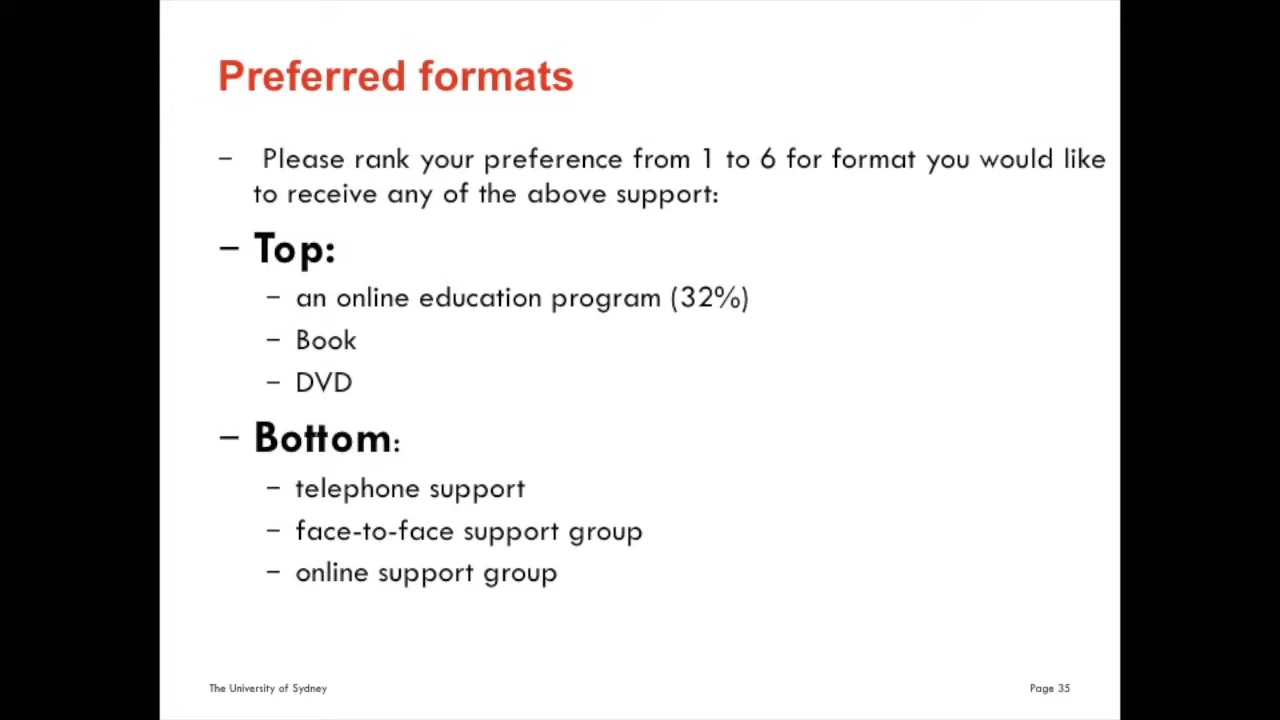 Preferred formats
– Please rank your preference from 1 to 6 for format you would like
to receive any of the above support:
– Top:
– an online education program (32%)
– Book
– DVD
– Bottom:
– telephone support
– face-to-face support group
– online support group
The University of Sydney
Page 35